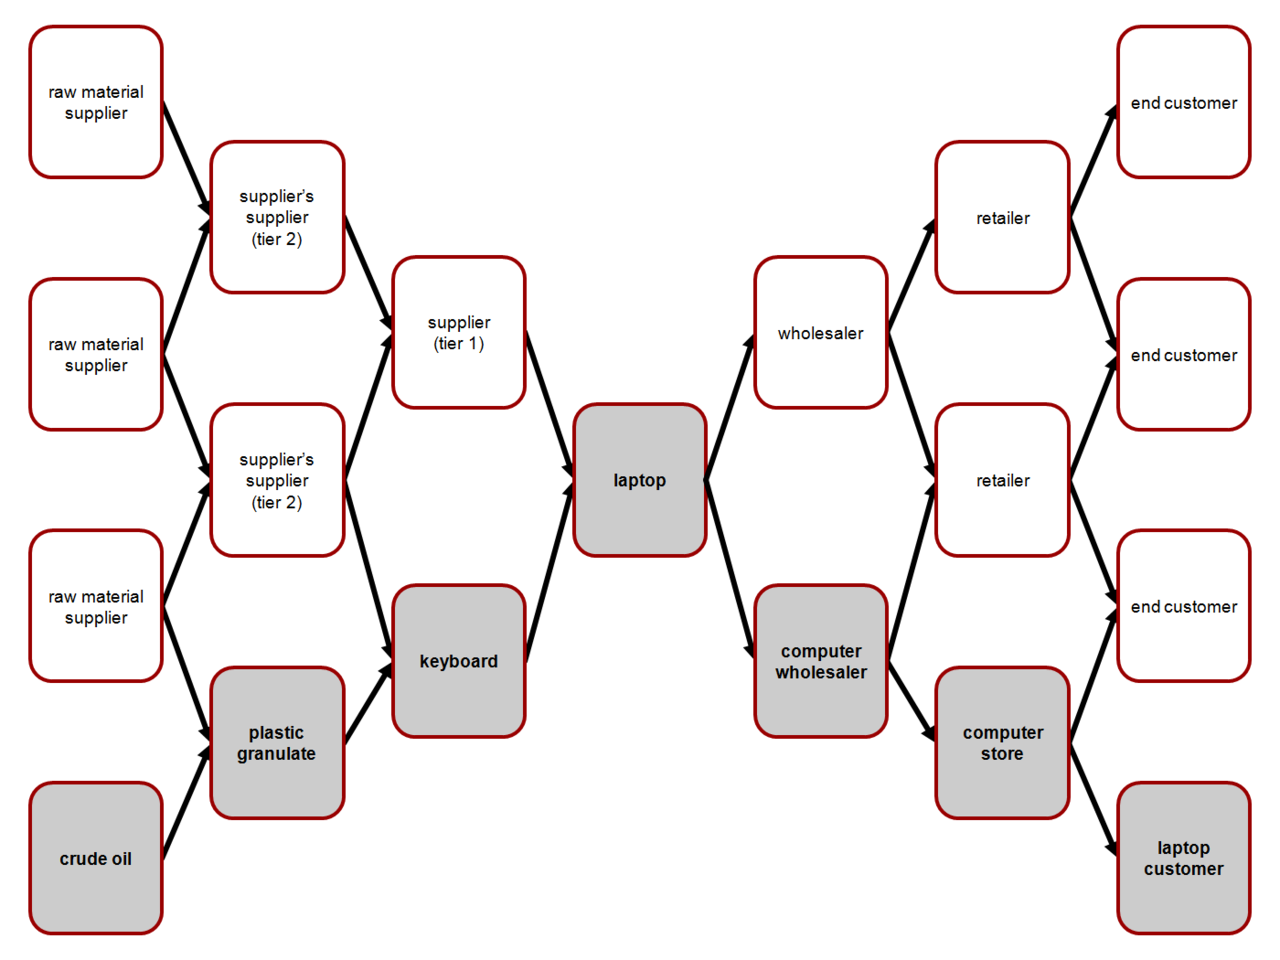 raw material
supplier
raw material
supplier
raw material
supplier
crude oil
supplier’s
supplier
(tier 2)
supplier’s
supplier
(tier 2)
plastic
granulate
supplier
(tier 1)
keyboard
laptop
wholesaler
computer
wholesaler
retailer
retailer
computer
store
end customer
end customer
end customer
laptop
customer